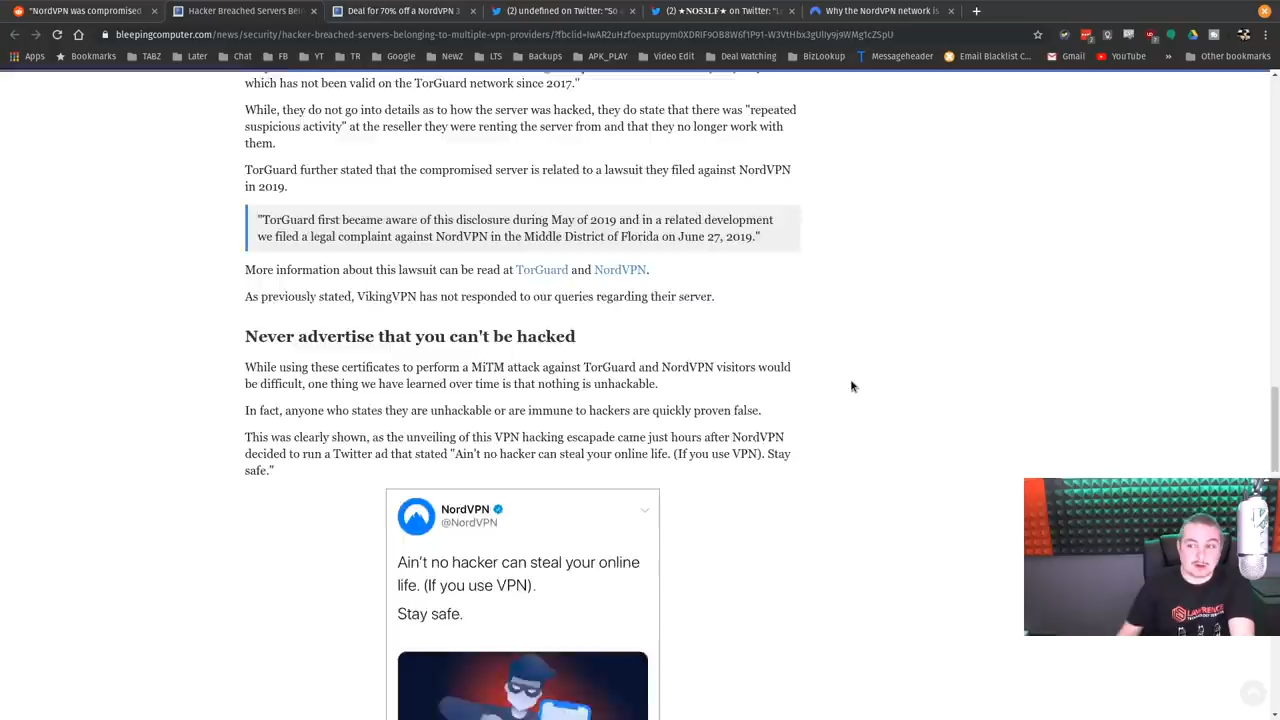 "NordVPN was compromised
Hacker Breached Servers Belo
Deal for 70% off a NordVPN 3
(2) undefined on Twitter: "So
(2) ★NO53LF★ on Twitter: "L
Why the NordVPN network is
bleepingcomputer.com/news/security/hacker-breached-servers-belonging-to-multiple-vpn-providers/
Apps
Bookmarks
TABZ
Later
Chat
TC
FB
YT
TR
Google
NewZ
LTS
Backups
APK_PLAY
Video Edit
Deal Watching
BizLookup
Messageheader
Email Blacklist C
Gmail
YouTube
»
Other bookmarks
which has not been valid on the TorGuard network since 2017."
While, they do not go into details as to how the server was hacked, they do state that there was "repeated
suspicious activity" at the reseller they were renting the server from and that they no longer work with
them.
TorGuard further stated that the compromised server is related to a lawsuit they filed against NordVPN
in 2019.
"TorGuard first became aware of this disclosure during May of 2019 and in a related development
we filed a legal complaint against NordVPN in the Middle District of Florida on June 27, 2019."
More information about this lawsuit can be read at TorGuard and NordVPN.
As previously stated, VikingVPN has not responded to our queries regarding their server.
Never advertise that you can't be hacked
While using these certificates to perform a MiTM attack against TorGuard and NordVPN visitors would
be difficult, one thing we have learned over time is that nothing is unhackable.
In fact, anyone who states they are unhackable or are immune to hackers are quickly proven false.
This was clearly shown, as the unveiling of this VPN hacking escapade came just hours after NordVPN
decided to run a Twitter ad that stated "Ain't no hacker can steal your online life. (If you use VPN). Stay
safe."
NordVPN
@NordVPN
Ain't no hacker can steal your online
life. (If you use VPN).
Stay safe.
LAWRENCE